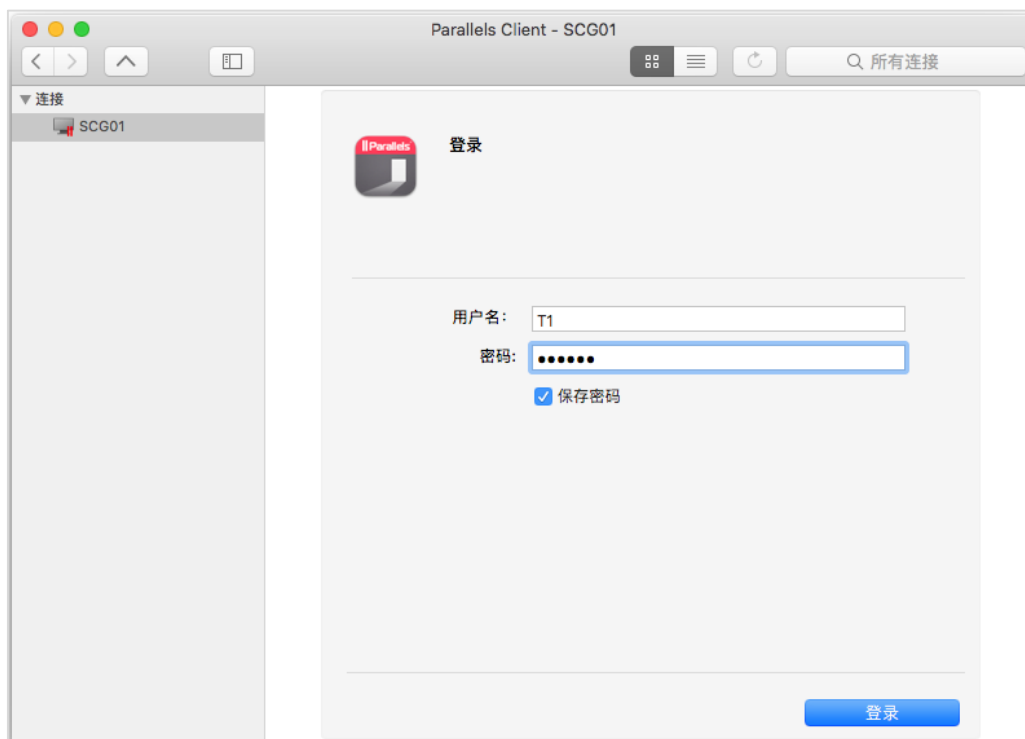 Parallels Client - SCG01
所有连接
连接
SCG01
||Parallels
登录
用户名：
T1
密码:
••••••
保存密码
登录